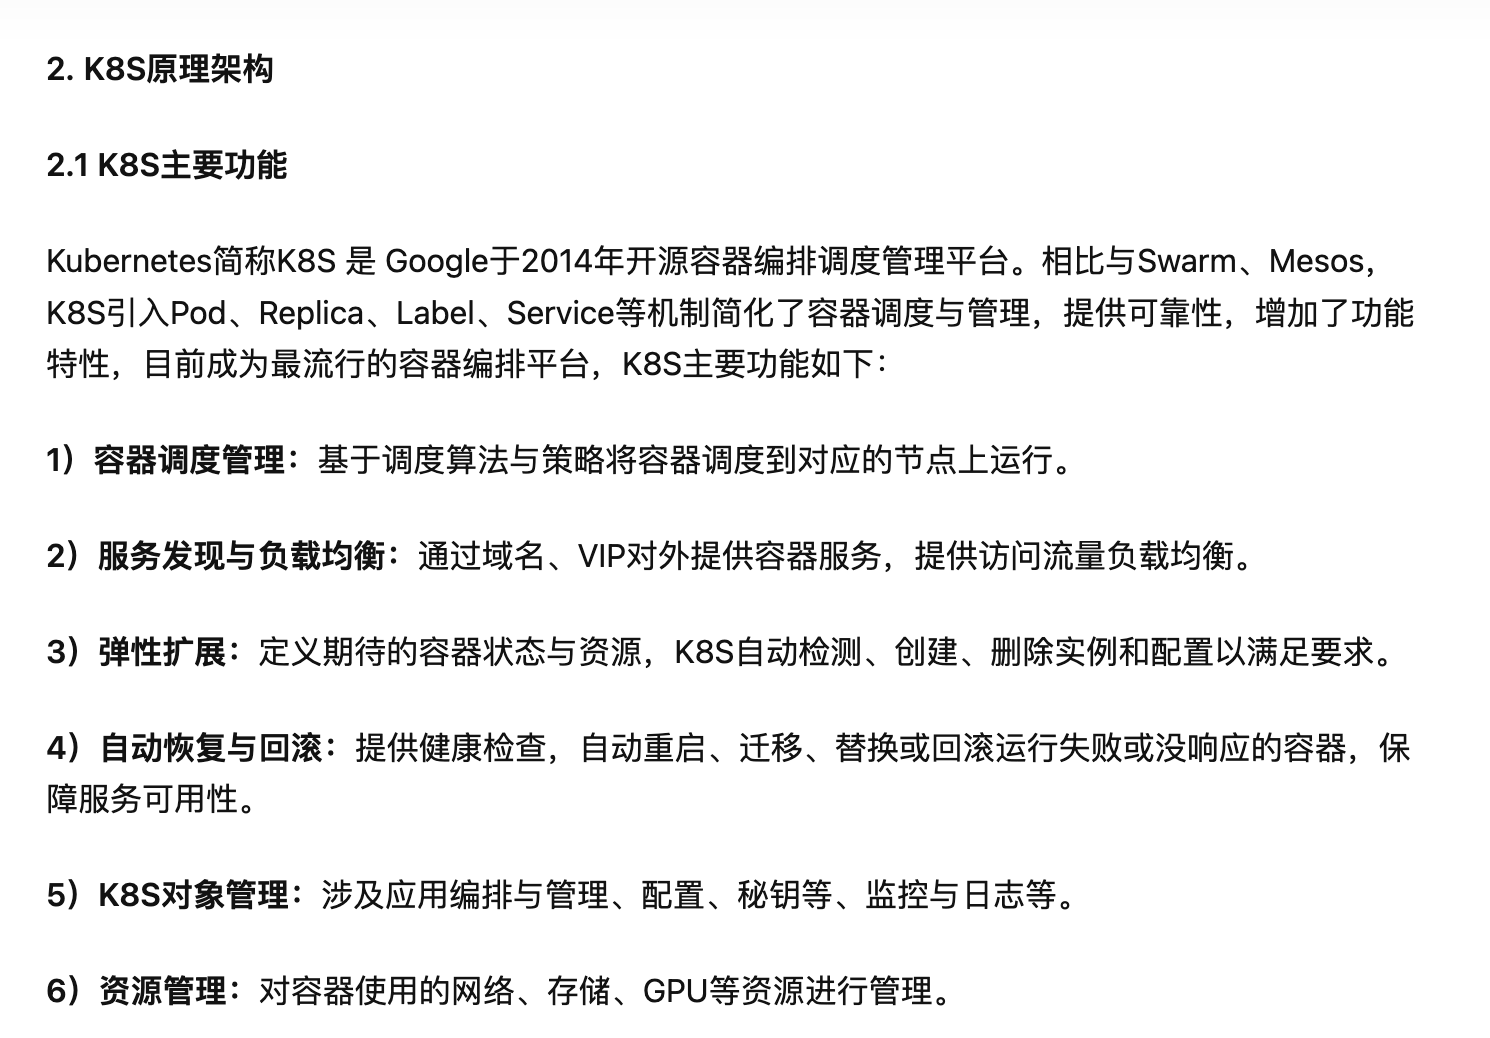 2. K8S原理架构
2.1 K8S主要功能
Kubernetes简称K8S 是 Google于2014年开源容器编排调度管理平台。相比与Swarm、Mesos，
K8S引入Pod、Replica、Label、Service等机制简化了容器调度与管理，提供可靠性，增加了功能
特性，目前成为最流行的容器编排平台，K8S主要功能如下：
1）容器调度管理：基于调度算法与策略将容器调度到对应的节点上运行。
2）服务发现与负载均衡：通过域名、VIP对外提供容器服务，提供访问流量负载均衡。
3）弹性扩展：定义期待的容器状态与资源，K8S自动检测、创建、删除实例和配置以满足要求。
4）自动恢复与回滚：提供健康检查，自动重启、迁移、替换或回滚运行失败或没响应的容器，保
障服务可用性。
5）K8S对象管理：涉及应用编排与管理、配置、秘钥等、监控与日志等。
6）资源管理：对容器使用的网络、存储、GPU等资源进行管理。